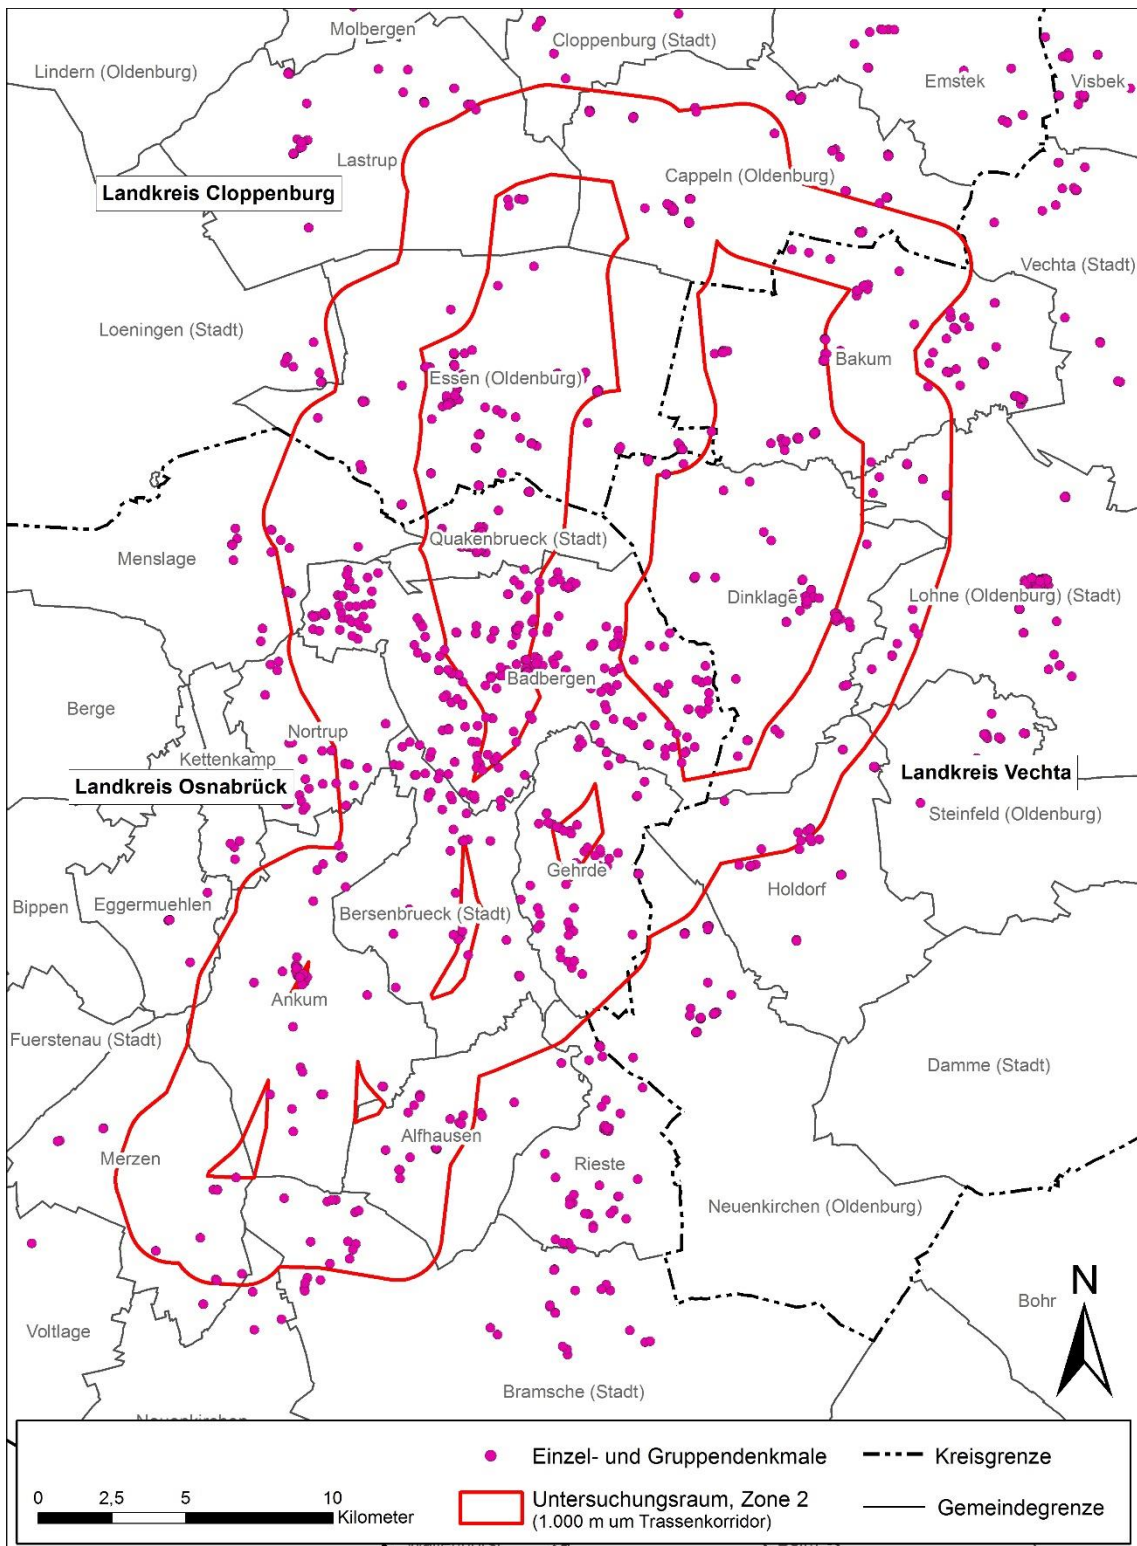 Molbergen
Cloppenburg (Stadt)
Lindern (Oldenburg)
Emstek
Visbek
Lastrup
Cappeln (Oldenburg)
Landkreis Cloppenburg
Vechta (Stadt)
Loeningen (Stadt)
Bakum
Essen (Oldenburg)
Quakenbrueck (Stadt)
Menslage
Dinklage
Lohne (Oldenburg) (Stadt)
Badbergen
Berge
Nortrup
Kettenkamp
Landkreis Osnabrück
Landkreis Vechta
Steinfeld (Oldenburg)
Gehrde
Holdorf
Bippen
Eggermuehlen
Bersenbrueck (Stadt)
Ankum
Fuerstenau (Stadt)
Damme (Stadt)
Alfhausen
Merzen
Rieste
Neuenkirchen (Oldenburg)
N
Bohr
Voltlage
Bramsche (Stadt)
Neuenkirchen
Einzel- und Gruppendenkmale
Kreisgrenze
0 2,5 5 10
Kilometer
Untersuchungsraum, Zone 2
(1.000 m um Trassenkorridor)
Gemeindegrenze